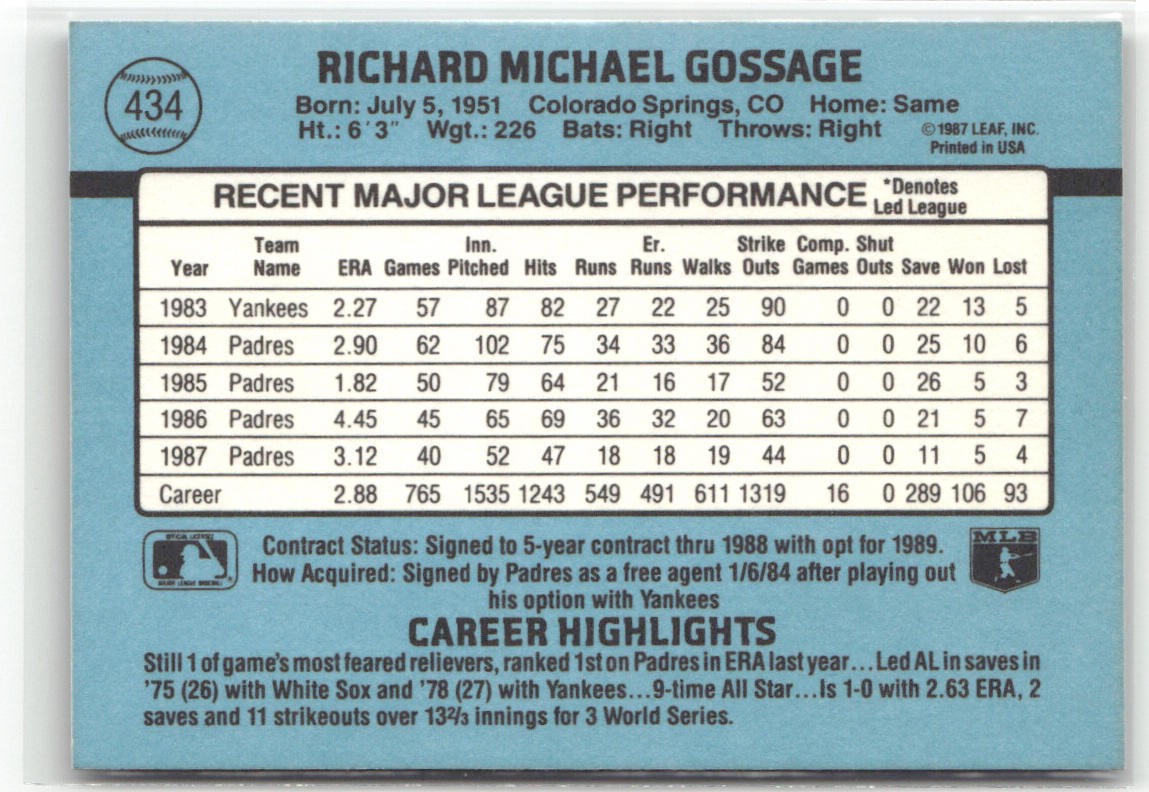 434
RICHARD MICHAEL GOSSAGE
Born: July 5, 1951 Colorado Springs, CO Home: Same
Ht.: 6'3" Wgt.: 226 Bats: Right Throws: Right
©1987 LEAF, INC.
Printed in USA
RECENT MAJOR LEAGUE PERFORMANCE
*Denotes
Led League
Team Inn. Er. Strike Comp. Shut
Year Name ERA Games Pitched Hits Runs Runs Walks Outs Games Outs Save Won Lost
1983 Yankees 2.27 57 87 82 27 22 25 90 0 0 22 13 5
1984 Padres 2.90 62 102 75 34 33 36 84 0 0 25 10 6
1985 Padres 1.82 50 79 64 21 16 17 52 0 0 26 5 3
1986 Padres 4.45 45 65 69 36 32 20 63 0 0 21 5 7
1987 Padres 3.12 40 52 47 18 18 19 44 0 0 11 5 4
Career 2.88 765 1535 1243 549 491 611 1319 16 0 289 106 93
OFFICIAL LICENSEE
MAJOR LEAGUE BASEBALL
®
MLB
Contract Status: Signed to 5-year contract thru 1988 with opt for 1989.
How Acquired: Signed by Padres as a free agent 1/6/84 after playing out
his option with Yankees
CAREER HIGHLIGHTS
Still 1 of game's most feared relievers, ranked 1st on Padres in ERA last year...Led AL in saves in
'75 (26) with White Sox and '78 (27) with Yankees...9-time All Star...Is 1-0 with 2.63 ERA, 2
saves and 11 strikeouts over 13⅔ innings for 3 World Series.